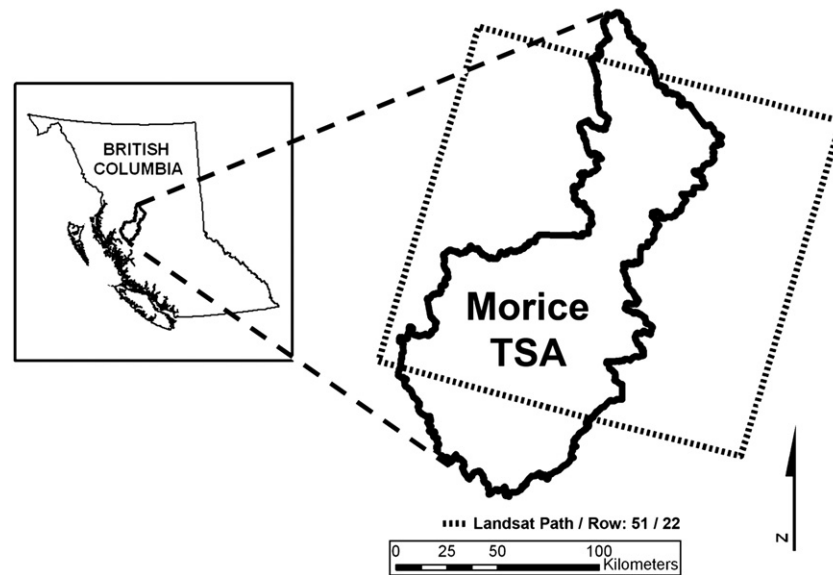 BRITISH
COLUMBIA
Morice
TSA
Landsat Path / Row: 51 / 22
0 25 50 100
Kilometers
N